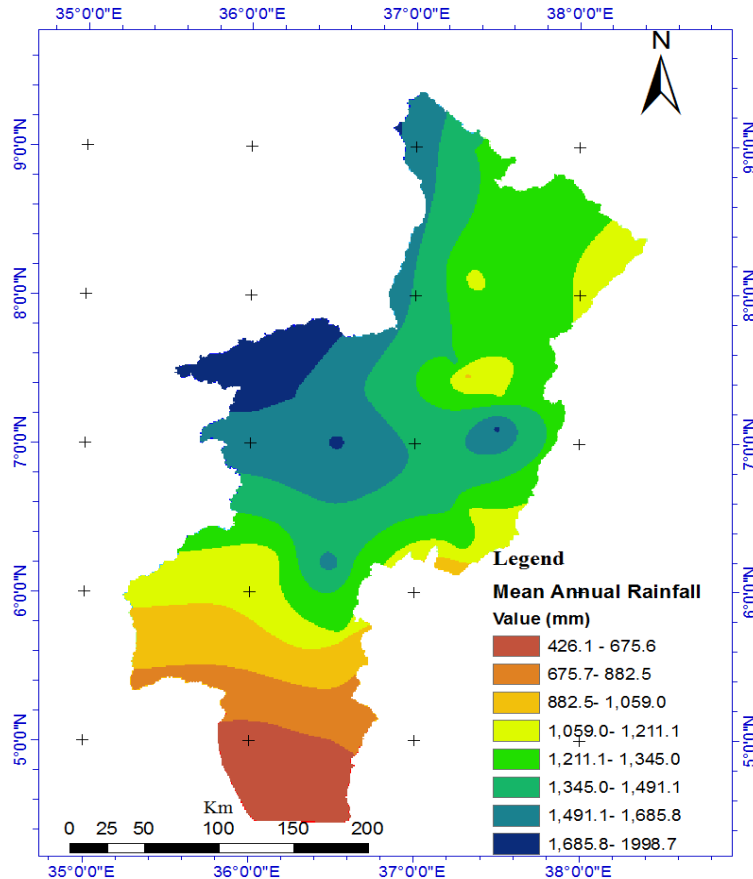 35°0'0"E 36°0'0"E 37°0'0"E 38°0'0"E
N
9°0'0"N 9°0'0"N
8°0'0"N 8°0'0"N
7°0'0"N 7°0'0"N
6°0'0"N 6°0'0"N
5°0'0"N 5°0'0"N
Legend
Mean Annual Rainfall
Value (mm)
426.1 - 675.6
675.7- 882.5
882.5- 1,059.0
1,059.0- 1,211.1
1,211.1- 1,345.0
1,345.0- 1,491.1
1,491.1- 1,685.8
1,685.8- 1998.7
Km
0 25 50 100 150 200
35°0'0"E 36°0'0"E 37°0'0"E 38°0'0"E